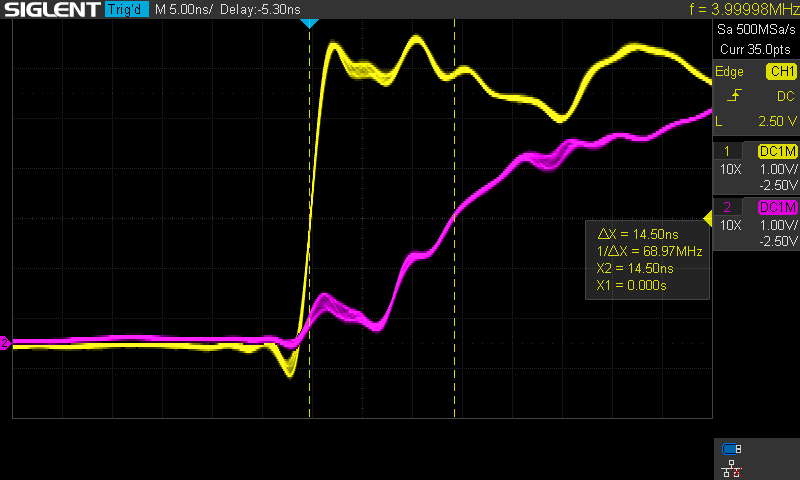 SIGLENT Trig'd M 5.00ns/ Delay:-5.30ns f = 3.99998MHz
Sa 500MSa/s
Curr 35.0pts
Edge CH1
DC
L 2.50 V
1 DC1M
10X 1.00V/
-2.50V
2 DC1M
10X 1.00V/
-2.50V
ΔX = 14.50ns
1/ΔX = 68.97MHz
X2 = 14.50ns
X1 = 0.000s
2